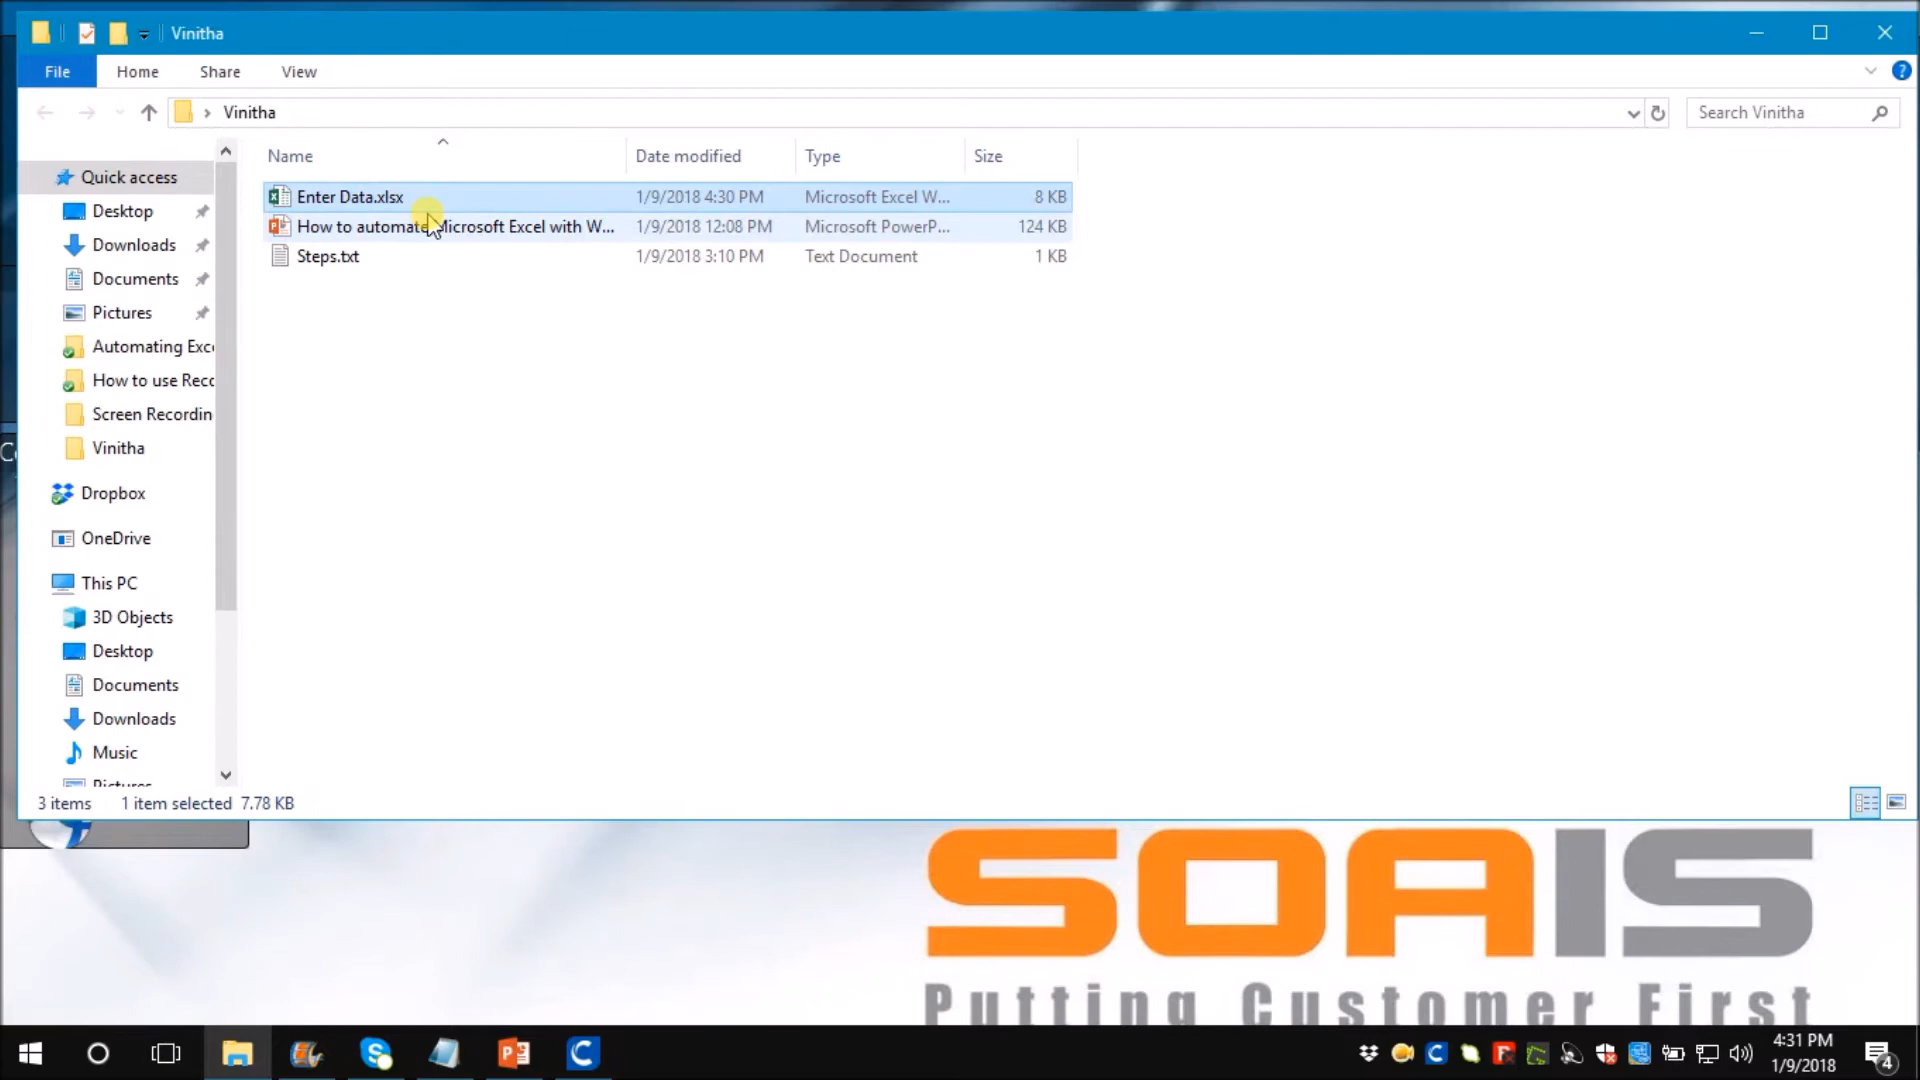 Vinitha
File Home Share View
Vinitha
Search Vinitha
Name Date modified Type Size
Quick access
Enter Data.xlsx 1/9/2018 4:30 PM Microsoft Excel W... 8 KB
Desktop
How to automate Microsoft Excel with W... 1/9/2018 12:08 PM Microsoft PowerP... 124 KB
Downloads
Steps.txt 1/9/2018 3:10 PM Text Document 1 KB
Documents
Pictures
Automating Exc
How to use Rec
Screen Recordin
Vinitha
Dropbox
OneDrive
This PC
3D Objects
Desktop
Documents
Downloads
Music
Pictures
3 items 1 item selected 7.78 KB
SOAIS
Putting Customer First
4:31 PM
1/9/2018
4